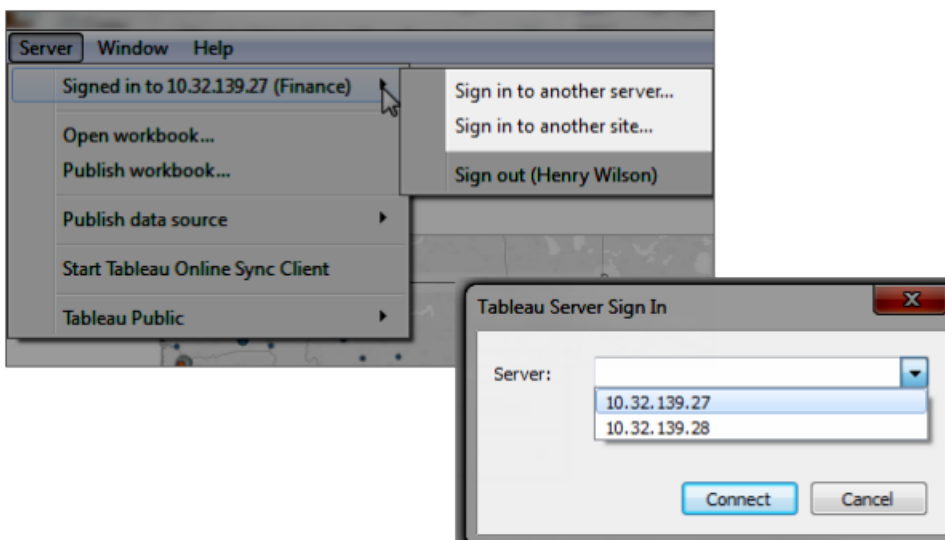 Server Window Help
Signed in to 10.32.139.27 (Finance)
Sign in to another server...
Sign in to another site...
Sign out (Henry Wilson)
Open workbook...
Publish workbook...
Publish data source
Start Tableau Online Sync Client
Tableau Public
Tableau Server Sign In
Server:
10.32.139.27
10.32.139.28
Connect Cancel